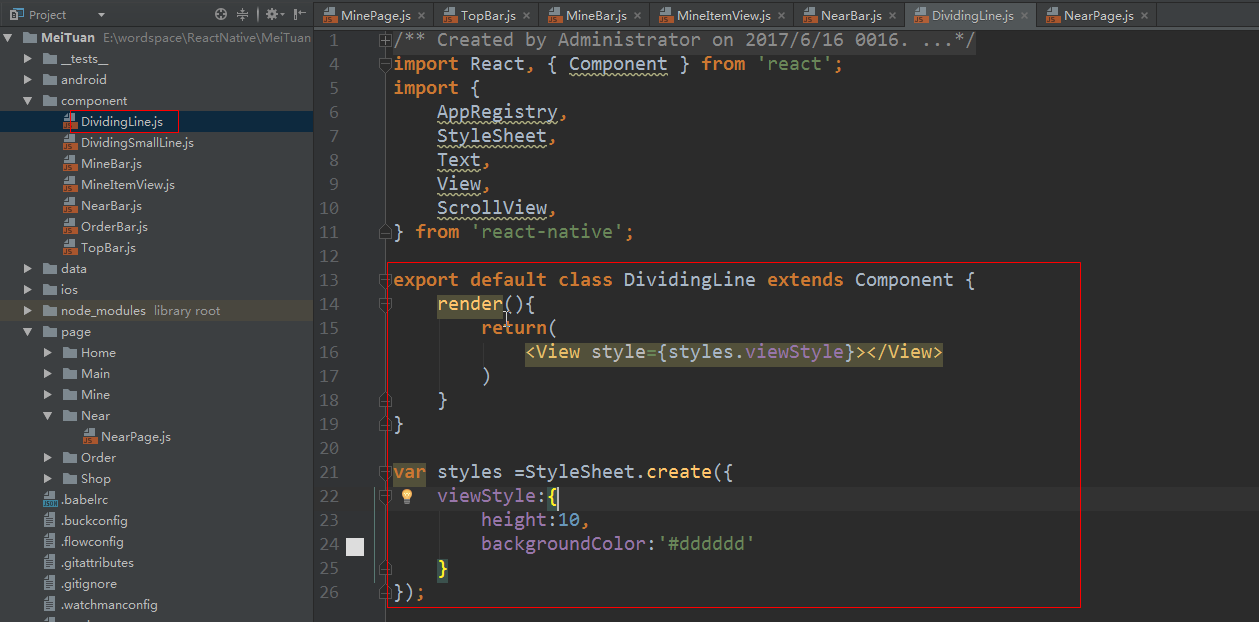 Project
MeiTuan E:\wordspace\ReactNative\MeiTuan
__tests__
android
component
DividingLine.js
DividingSmallLine.js
MineBar.js
MineItemView.js
NearBar.js
OrderBar.js
TopBar.js
data
ios
node_modules library root
page
Home
Main
Mine
Near
NearPage.js
Order
Shop
.babelrc
.buckconfig
.flowconfig
.gitattributes
.gitignore
.watchmanconfig
MinePage.js × TopBar.js × MineBar.js × MineItemView.js × NearBar.js × DividingLine.js × NearPage.js ×
1 /** Created by Administrator on 2017/6/16 0016. ...*/
4 import React, { Component } from 'react';
5 import {
6 AppRegistry,
7 StyleSheet,
8 Text,
9 View,
10 ScrollView,
11 } from 'react-native';
12
13 export default class DividingLine extends Component {
14 render(){
15 return(
16 <View style={styles.viewStyle}></View>
17 )
18 }
19 }
20
21 var styles =StyleSheet.create({
22 viewStyle:{
23 height:10,
24 backgroundColor:'#dddddd'
25 }
26 });